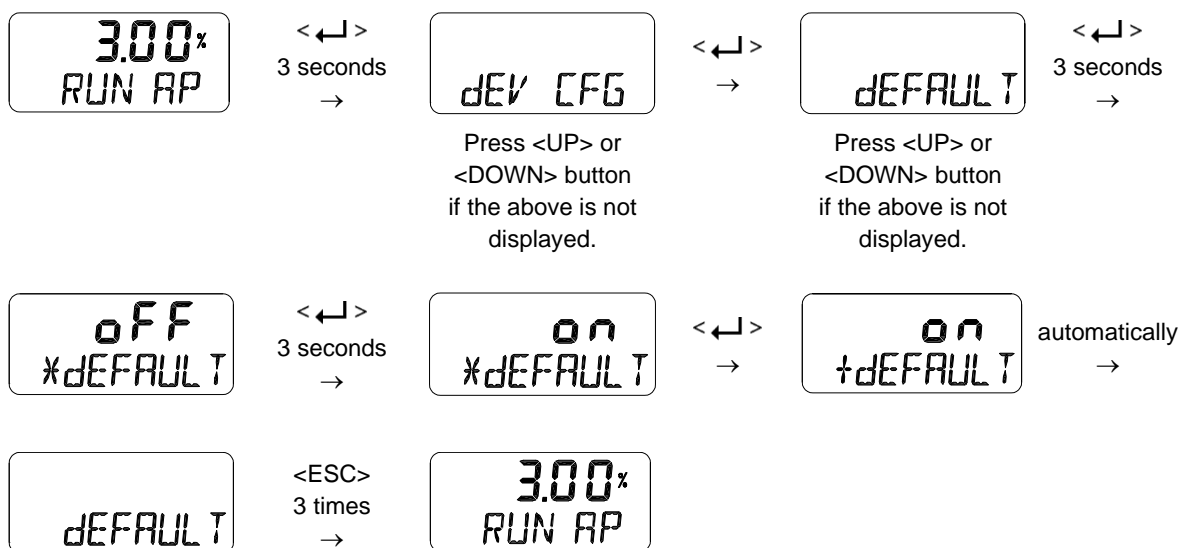 3.00%
RUN AP
<↵>
3 seconds
→
dEV CFG
<↵>
→
dEFAULT
<↵>
3 seconds
→
Press <UP> or
<DOWN> button
if the above is not
displayed.
Press <UP> or
<DOWN> button
if the above is not
displayed.
oFF
*dEFAULT
<↵>
3 seconds
→
on
*dEFAULT
<↵>
→
on
+dEFAULT
automatically
→
dEFAULT
<ESC>
3 times
→
3.00%
RUN AP